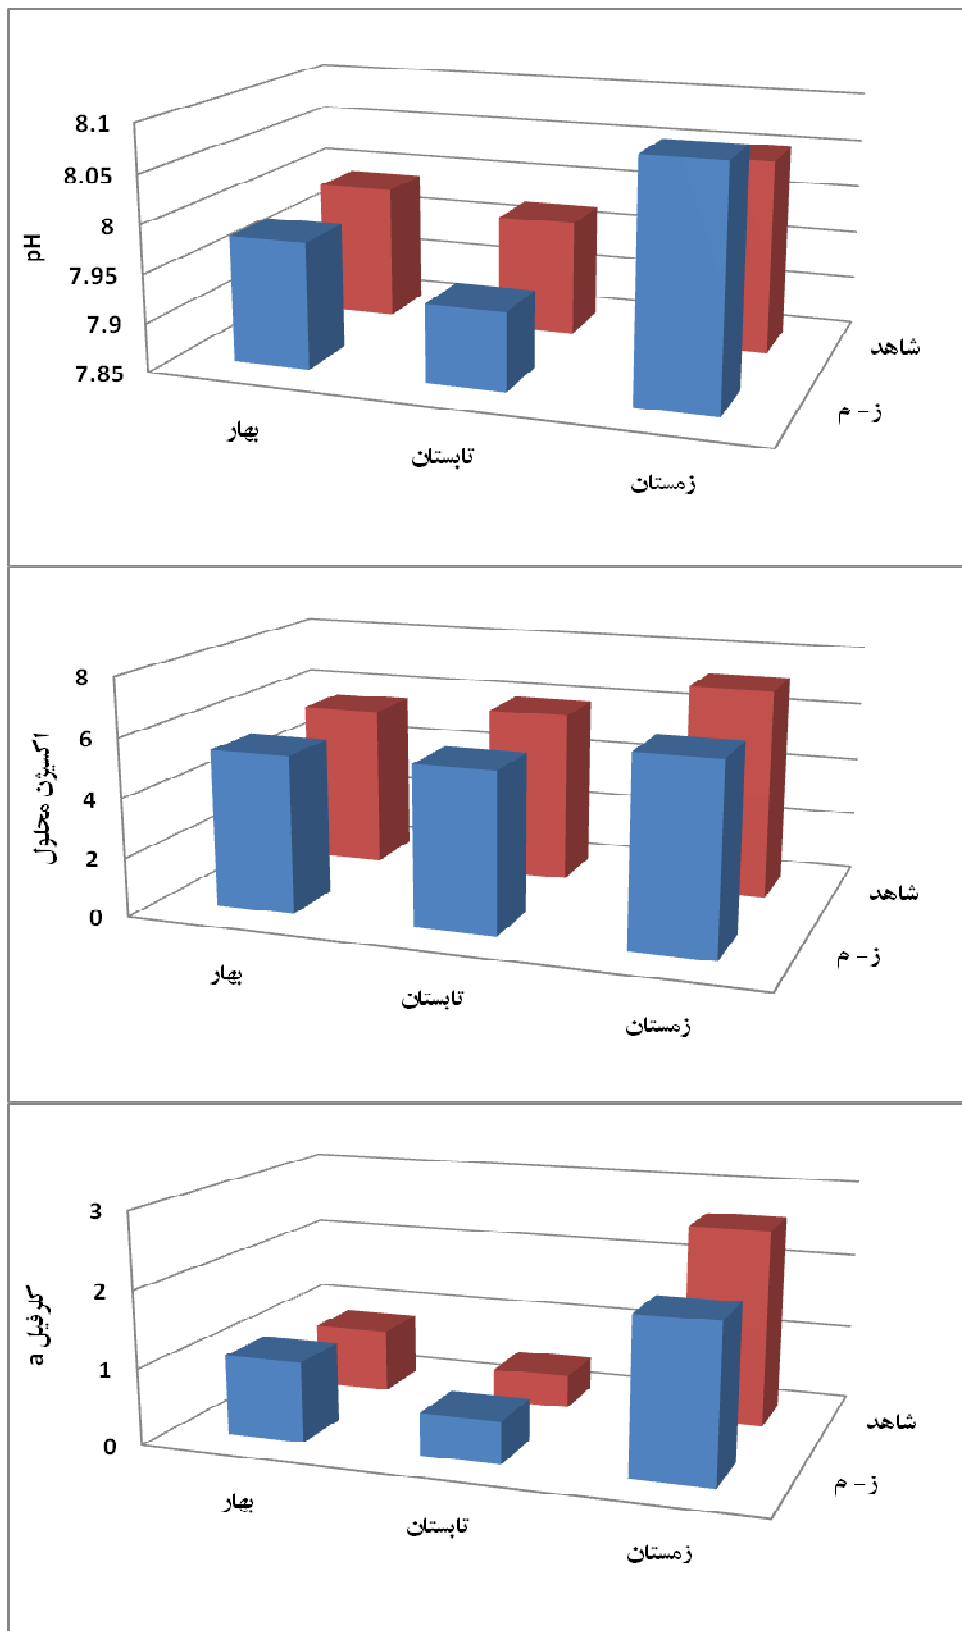 8.1
8.05
8
7.95
7.9
7.85
pH
بهار
تابستان
زمستان
شاهد
ز - م
8
6
4
2
0
اکسیژن محلول
بهار
تابستان
زمستان
شاهد
ز - م
3
2
1
0
کلرفیل a
بهار
تابستان
زمستان
شاهد
ز - م